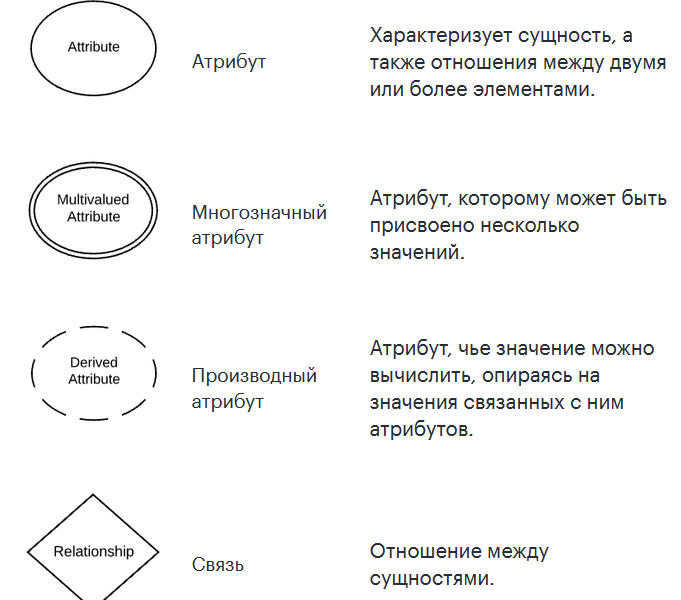 Attribute
Атрибут
Характеризует сущность, а
также отношения между двумя
или более элементами.
Multivalued
Attribute
Многозначный
атрибут
Атрибут, которому может быть
присвоено несколько
значений.
Derived
Attribute
Производный
атрибут
Атрибут, чье значение можно
вычислить, опираясь на
значения связанных с ним
атрибутов.
Relationship
Связь
Отношение между
сущностями.